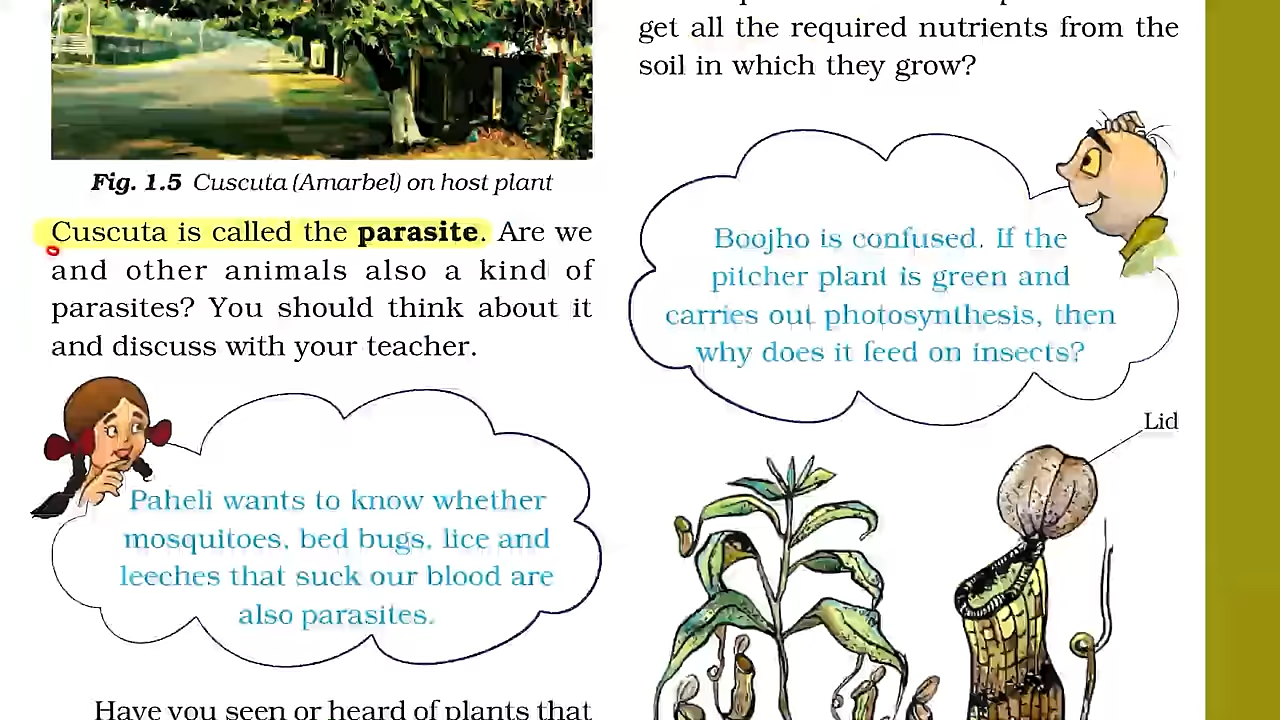 Fig. 1.5 Cuscuta (Amarbel) on host plant
Cuscuta is called the parasite. Are we
and other animals also a kind of
parasites? You should think about it
and discuss with your teacher.
Paheli wants to know whether
mosquitoes, bed bugs, lice and
leeches that suck our blood are
also parasites.
Have you seen or heard of plants that
get all the required nutrients from the
soil in which they grow?
Boojho is confused. If the
pitcher plant is green and
carries out photosynthesis, then
why does it feed on insects?
Lid